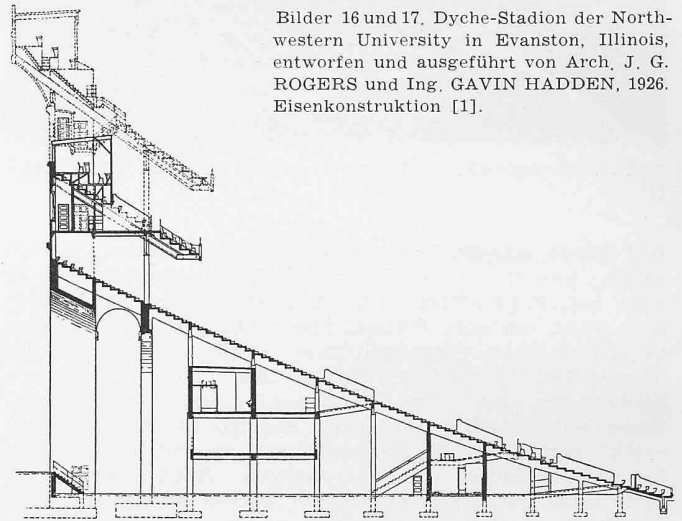 Bilder 16 und 17. Dyche-Stadion der North-
western University in Evanston, Illinois,
entworfen und ausgeführt von Arch. J. G.
ROGERS und Ing. GAVIN HADDEN, 1926.
Eisenkonstruktion [1].